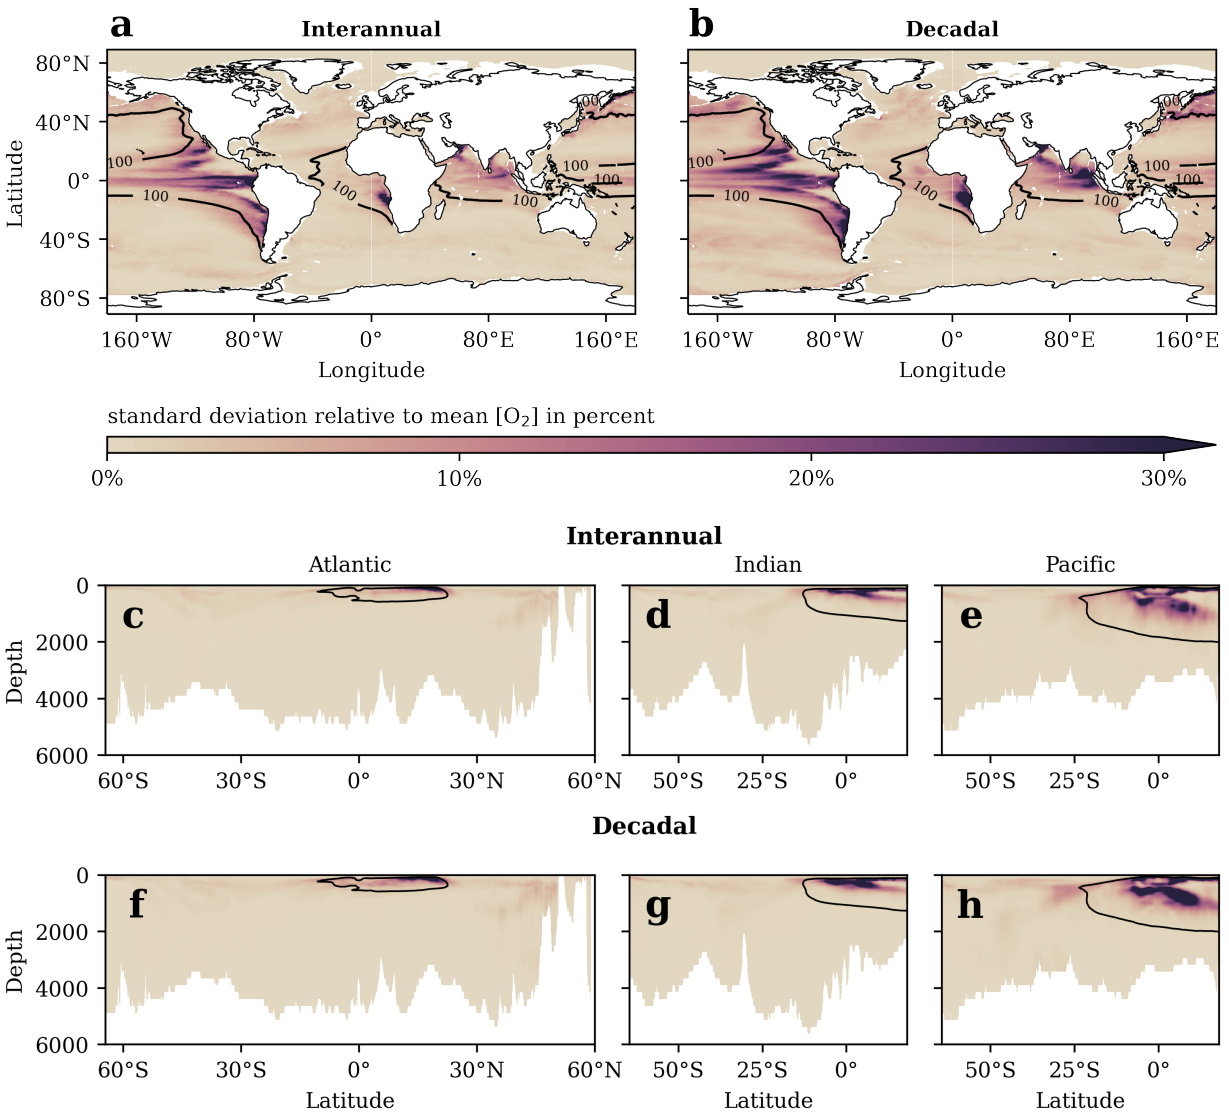 a Interannual b Decadal
80°N
40°N
0°
40°S
80°S
Latitude
100 100 100 100 100 100
100 100 100 100 100 100
160°W 80°W 0° 80°E 160°E 160°W 80°W 0° 80°E 160°E
Longitude Longitude
standard deviation relative to mean [O₂] in percent
0% 10% 20% 30%
Interannual
Atlantic Indian Pacific
c d e
0
2000
4000
6000
Depth
60°S 30°S 0° 30°N 60°N 50°S 25°S 0° 50°S 25°S 0°
Decadal
f g h
0
2000
4000
6000
Depth
60°S 30°S 0° 30°N 60°N 50°S 25°S 0° 50°S 25°S 0°
Latitude Latitude Latitude